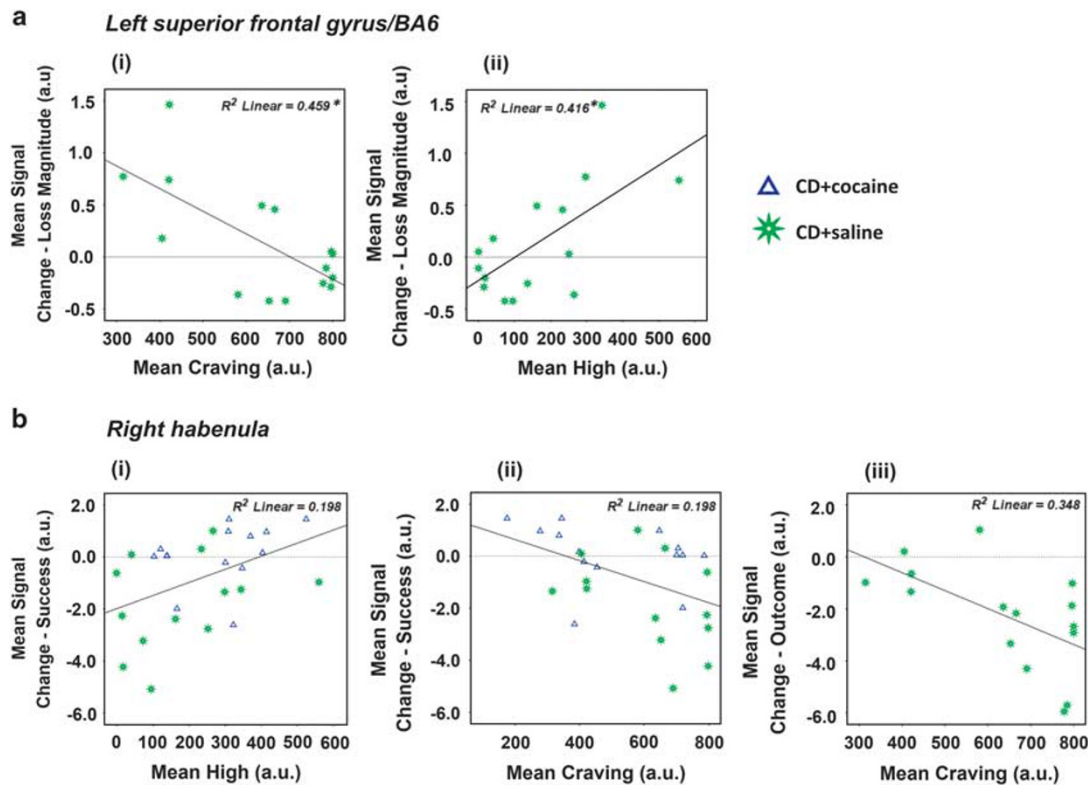 a
Left superior frontal gyrus/BA6
(i)
Mean Signal
Change - Loss Magnitude (a.u)
1.5
1.0
0.5
0.0
-0.5
R² Linear = 0.459 *
300 400 500 600 700 800
Mean Craving (a.u.)
(ii)
Mean Signal
Change - Loss Magnitude (a.u)
1.5
1.0
0.5
0.0
-0.5
R² Linear = 0.416 *
0 100 200 300 400 500 600
Mean High (a.u.)
CD+cocaine
CD+saline
b
Right habenula
(i)
Mean Signal
Change - Success (a.u.)
2.0
0.0
-2.0
-4.0
-6.0
R² Linear = 0.198
0 100 200 300 400 500 600
Mean High (a.u.)
(ii)
Mean Signal
Change - Success (a.u.)
2.0
0.0
-2.0
-4.0
-6.0
R² Linear = 0.198
200 400 600 800
Mean Craving (a.u.)
(iii)
Mean Signal
Change - Outcome (a.u.)
2.0
0.0
-2.0
-4.0
-6.0
R² Linear = 0.348
300 400 500 600 700 800
Mean Craving (a.u.)